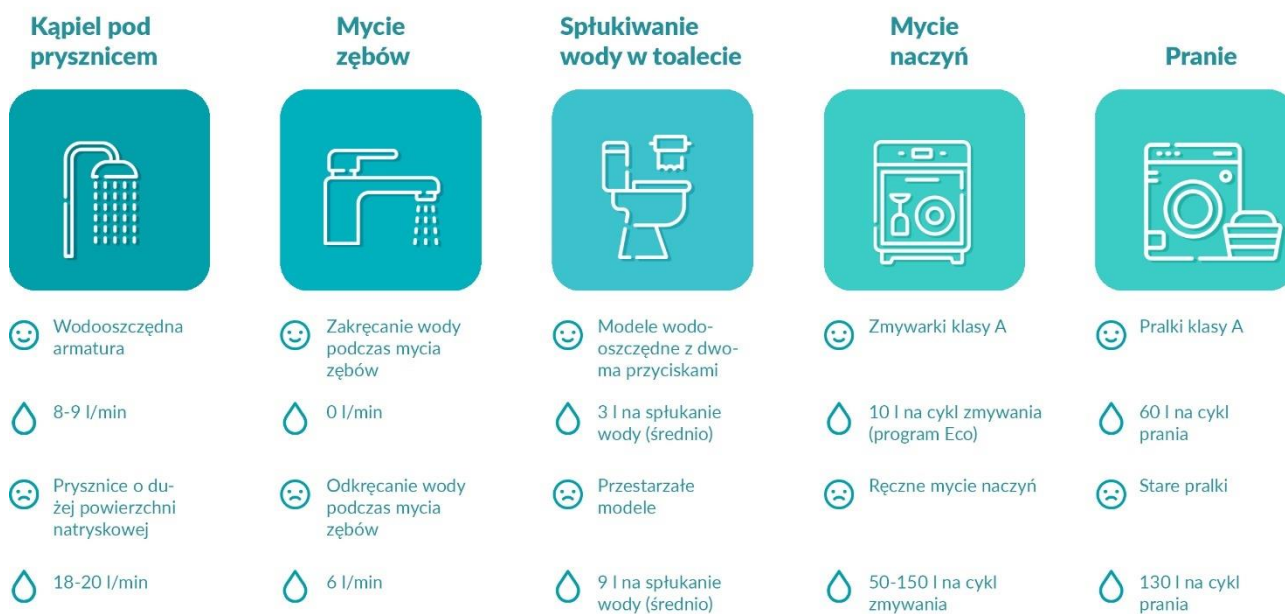 Kąpiel pod
prysznicem
Wodooszczędna
armatura
8-9 l/min
Prysznice o du-
żej powierzchni
natryskowej
18-20 l/min
Mycie
zębów
Zakręcanie wody
podczas mycia
zębów
0 l/min
Odkręcanie wody
podczas mycia
zębów
6 l/min
Spłukiwanie
wody w toalecie
Modele wodo-
oszczędne z dwo-
ma przyciskami
3 l na spłukanie
wody (średnio)
Przestarzałe
modele
9 l na spłukanie
wody (średnio)
Mycie
naczyń
Zmywarki klasy A
10 l na cykl zmywania
(program Eco)
Ręczne mycie naczyń
50-150 l na cykl
zmywania
Pranie
Pralki klasy A
60 l na cykl
prania
Stare pralki
130 l na cykl
prania